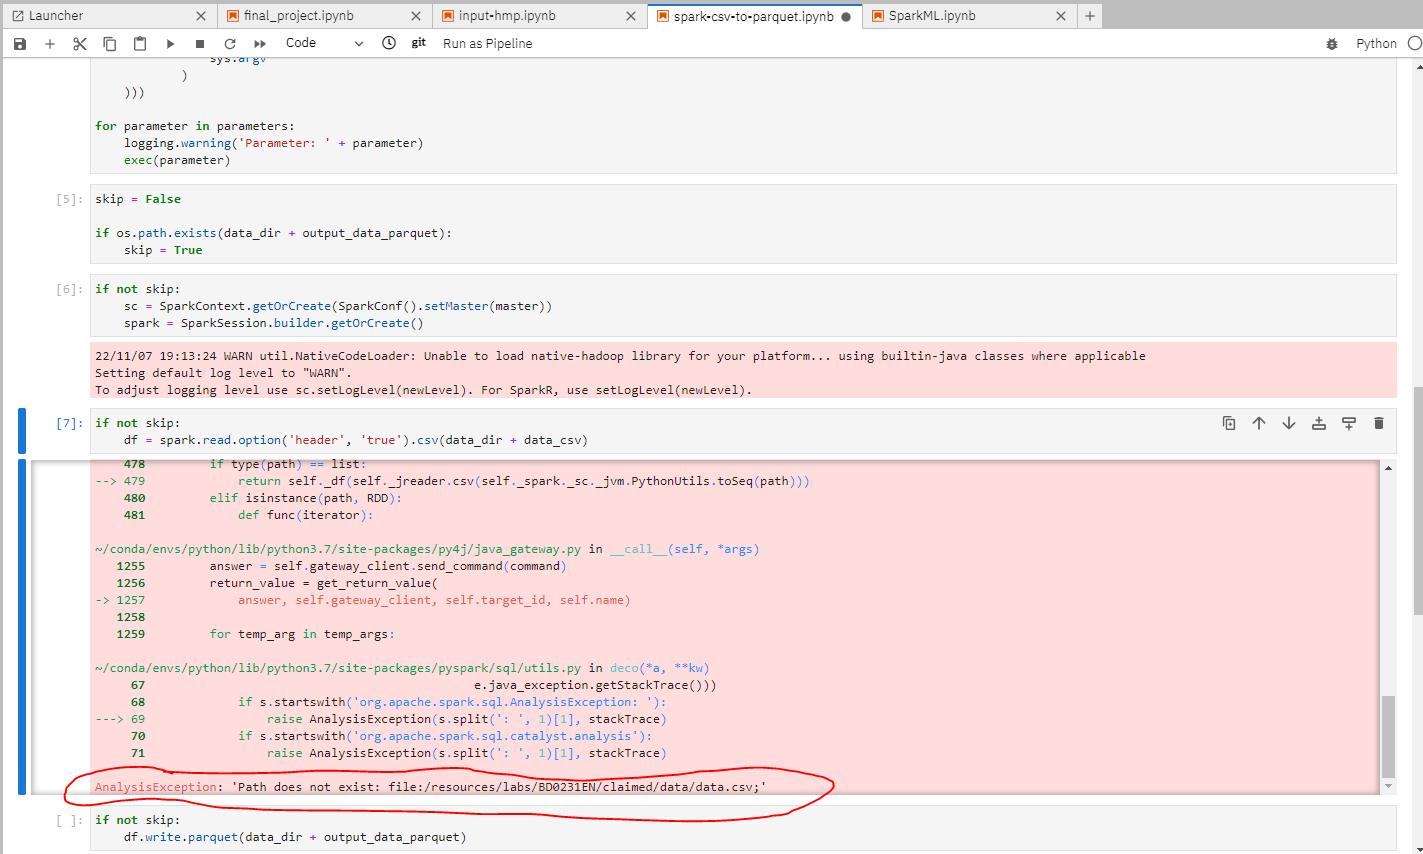 Launcher
final_project.ipynb
input-hmp.ipynb
spark-csv-to-parquet.ipynb
SparkML.ipynb
Code
git
Run as Pipeline
Python
sys.argv
)
)))
for parameter in parameters:
logging.warning('Parameter: ' + parameter)
exec(parameter)
[5]:
skip = False
if os.path.exists(data_dir + output_data_parquet):
skip = True
[6]:
if not skip:
sc = SparkContext.getOrCreate(SparkConf().setMaster(master))
spark = SparkSession.builder.getOrCreate()
22/11/07 19:13:24 WARN util.NativeCodeLoader: Unable to load native-hadoop library for your platform... using builtin-java classes where applicable
Setting default log level to "WARN".
To adjust logging level use sc.setLogLevel(newLevel). For SparkR, use setLogLevel(newLevel).
[7]:
if not skip:
df = spark.read.option('header', 'true').csv(data_dir + data_csv)
478 if type(path) == list:
--> 479 return self._df(self._jreader.csv(self._spark._sc._jvm.PythonUtils.toSeq(path)))
480 elif isinstance(path, RDD):
481 def func(iterator):
~/conda/envs/python/lib/python3.7/site-packages/py4j/java_gateway.py in __call__(self, *args)
1255 answer = self.gateway_client.send_command(command)
1256 return_value = get_return_value(
-> 1257 answer, self.gateway_client, self.target_id, self.name)
1258
1259 for temp_arg in temp_args:
~/conda/envs/python/lib/python3.7/site-packages/pyspark/sql/utils.py in deco(*a, **kw)
67 e.java_exception.getStackTrace()))
68 if s.startswith('org.apache.spark.sql.AnalysisException: '):
---> 69 raise AnalysisException(s.split(': ', 1)[1], stackTrace)
70 if s.startswith('org.apache.spark.sql.catalyst.analysis'):
71 raise AnalysisException(s.split(': ', 1)[1], stackTrace)
AnalysisException: 'Path does not exist: file:/resources/labs/BD0231EN/claimed/data/data.csv;'
[ ]:
if not skip:
df.write.parquet(data_dir + output_data_parquet)